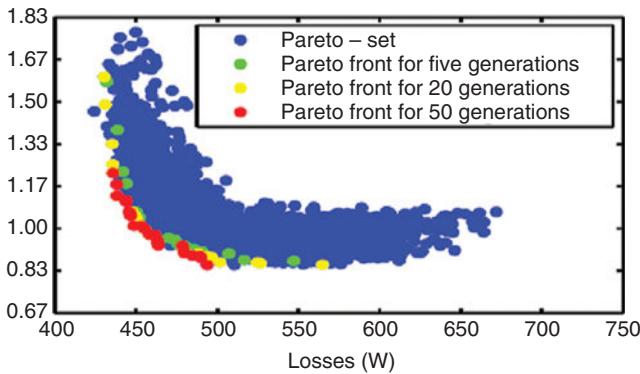 1.83
1.67
1.50
1.33
1.17
1.00
0.83
0.67
Pareto – set
Pareto front for five generations
Pareto front for 20 generations
Pareto front for 50 generations
400 450 500 550 600 650 700 750
Losses (W)